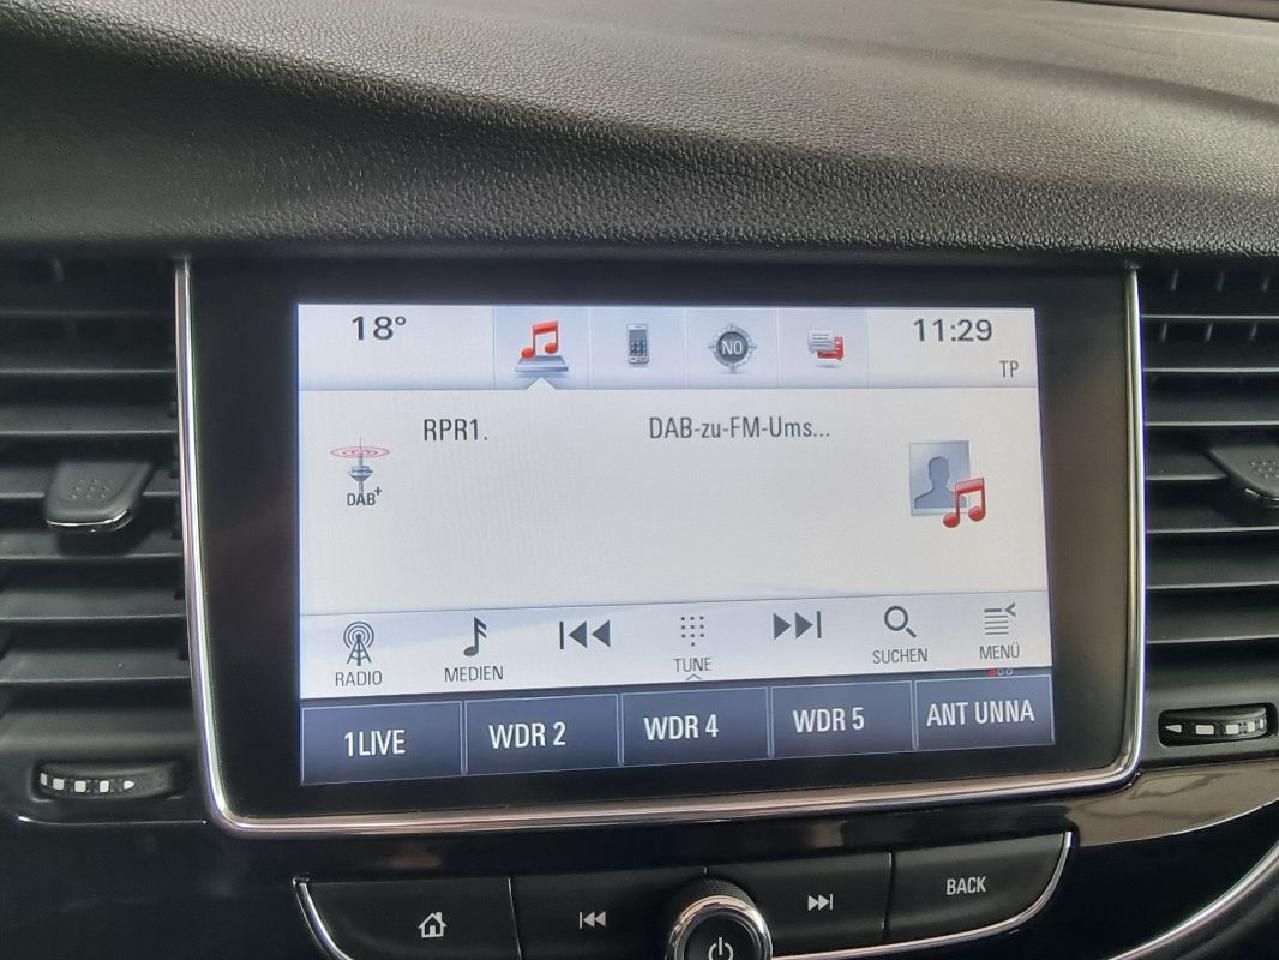 18° NO 11:29
TP
RPR1. DAB-zu-FM-Ums...
DAB+
RADIO MEDIEN TUNE SUCHEN MENÜ
1LIVE WDR 2 WDR 4 WDR 5 ANT UNNA
BACK